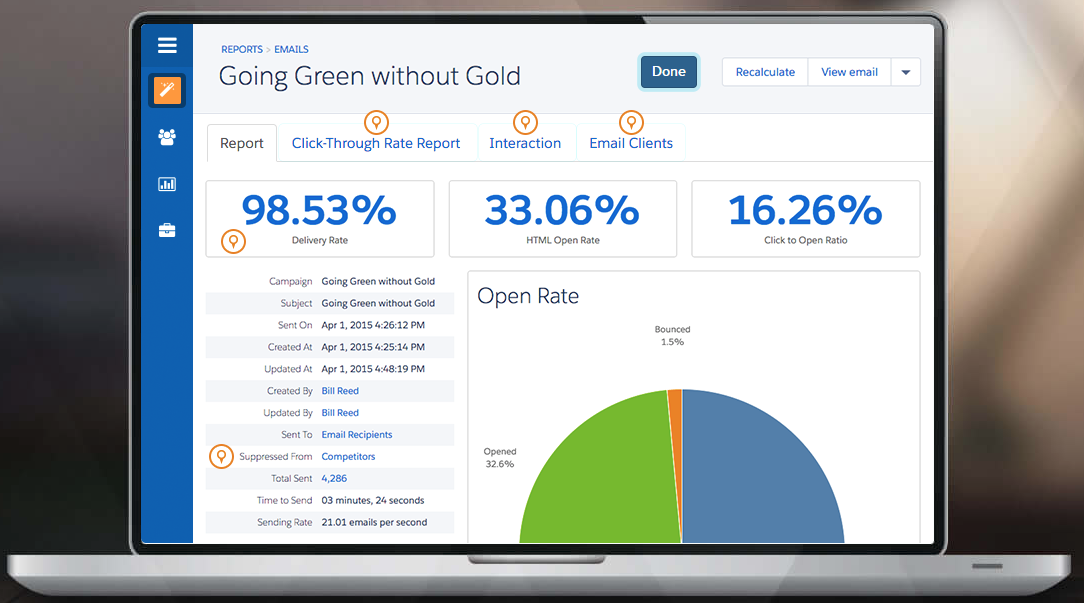 REPORTS > EMAILS
Going Green without Gold
Done
Recalculate
View email
Report
Click-Through Rate Report
Interaction
Email Clients
98.53%
Delivery Rate
33.06%
HTML Open Rate
16.26%
Click to Open Ratio
Campaign Going Green without Gold
Subject Going Green without Gold
Sent On Apr 1, 2015 4:26:12 PM
Created At Apr 1, 2015 4:25:14 PM
Updated At Apr 1, 2015 4:48:19 PM
Created By Bill Reed
Updated By Bill Reed
Sent To Email Recipients
Suppressed From Competitors
Total Sent 4,286
Time to Send 03 minutes, 24 seconds
Sending Rate 21.01 emails per second
Open Rate
Bounced
1.5%
Opened
32.6%